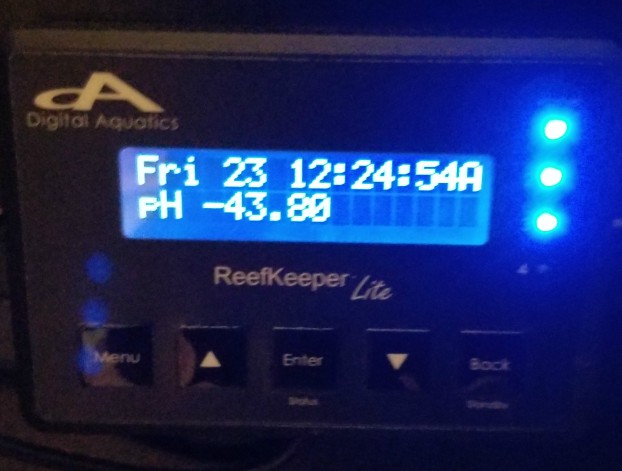 dA
Digital Aquatics
Fri 23 12:24:54A
pH -43.80
ReefKeeper Lite
Menu
Enter
Back
Status
Standby